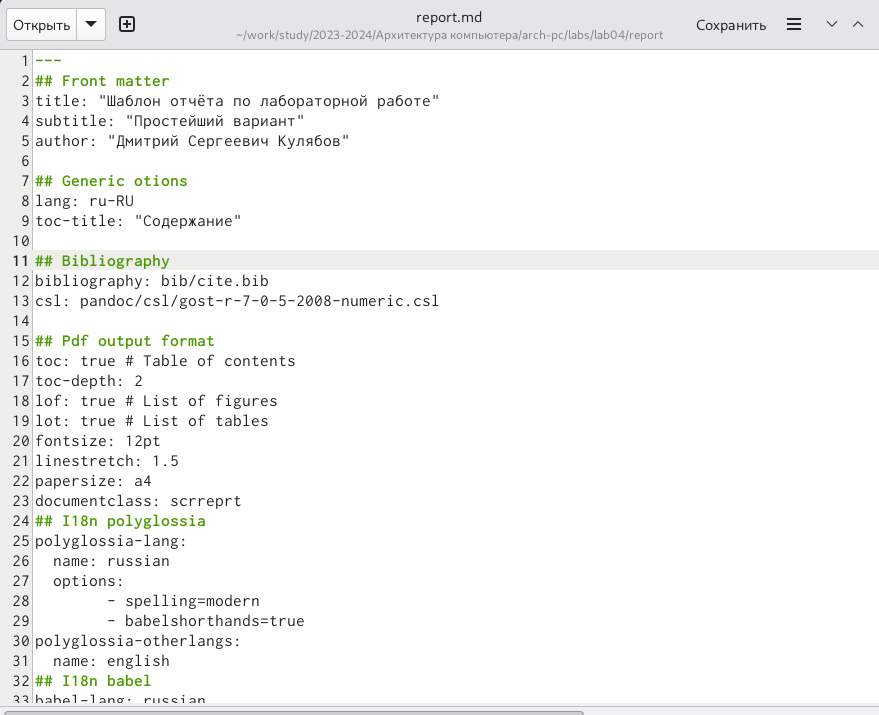 Открыть
report.md
~/work/study/2023-2024/Архитектура компьютера/arch-pc/labs/lab04/report
Сохранить
1 ---
2 ## Front matter
3 title: "Шаблон отчёта по лабораторной работе"
4 subtitle: "Простейший вариант"
5 author: "Дмитрий Сергеевич Кулябов"
6
7 ## Generic otions
8 lang: ru-RU
9 toc-title: "Содержание"
10
11 ## Bibliography
12 bibliography: bib/cite.bib
13 csl: pandoc/csl/gost-r-7-0-5-2008-numeric.csl
14
15 ## Pdf output format
16 toc: true # Table of contents
17 toc-depth: 2
18 lof: true # List of figures
19 lot: true # List of tables
20 fontsize: 12pt
21 linestretch: 1.5
22 papersize: a4
23 documentclass: scrreprt
24 ## I18n polyglossia
25 polyglossia-lang:
26   name: russian
27   options:
28         - spelling=modern
29         - babelshorthands=true
30 polyglossia-otherlangs:
31   name: english
32 ## I18n babel
33 babel-lang: russian